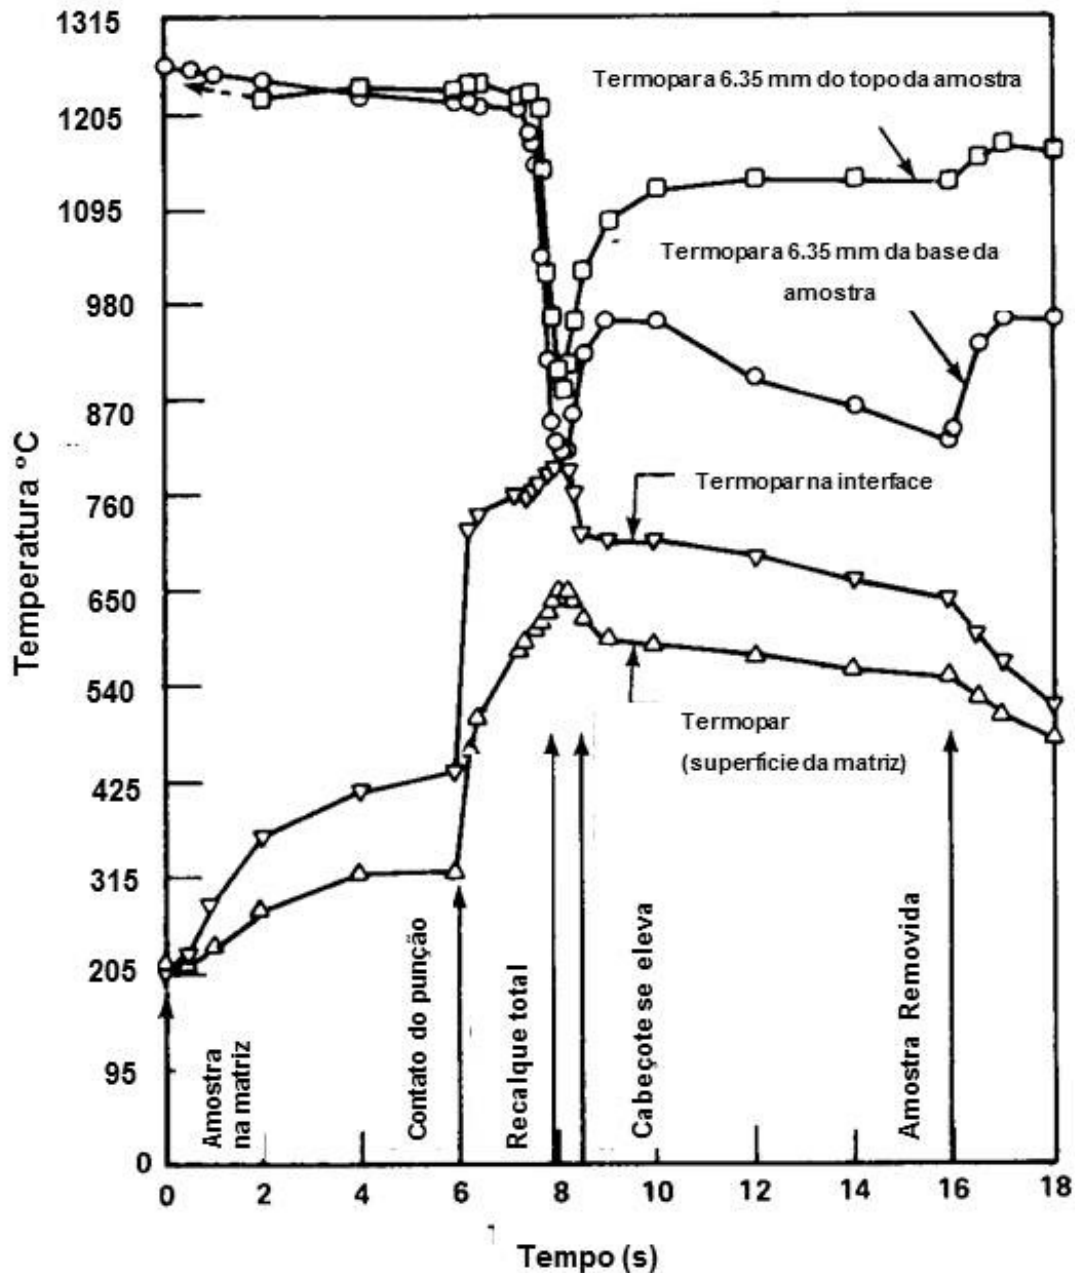 1315
1205
1095
980
870
760
650
540
425
315
205
95
0
Temperatura °C
Termopara 6.35 mm do topo da amostra
Termopara 6.35 mm da base da
amostra
Termopar na interface
Termopar
(superfície da matriz)
Amostra
na matriz
Contato do punção
Recalque total
Cabeçote se eleva
Amostra Removida
0 2 4 6 8 10 12 14 16 18
Tempo (s)